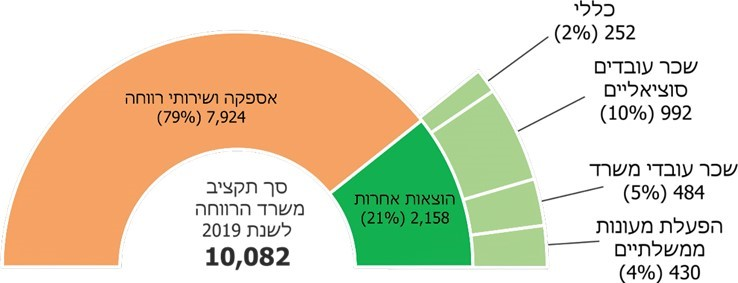 כללי
252 (2%)
שכר עובדים
סוציאליים
992 (10%)
שכר עובדי משרד
484 (5%)
הפעלת מעונות
ממשלתיים
430 (4%)
אספקה ושירותי רווחה
7,924 (79%)
הוצאות אחרות
2,158 (21%)
סך תקציב
משרד הרווחה
לשנת 2019
10,082